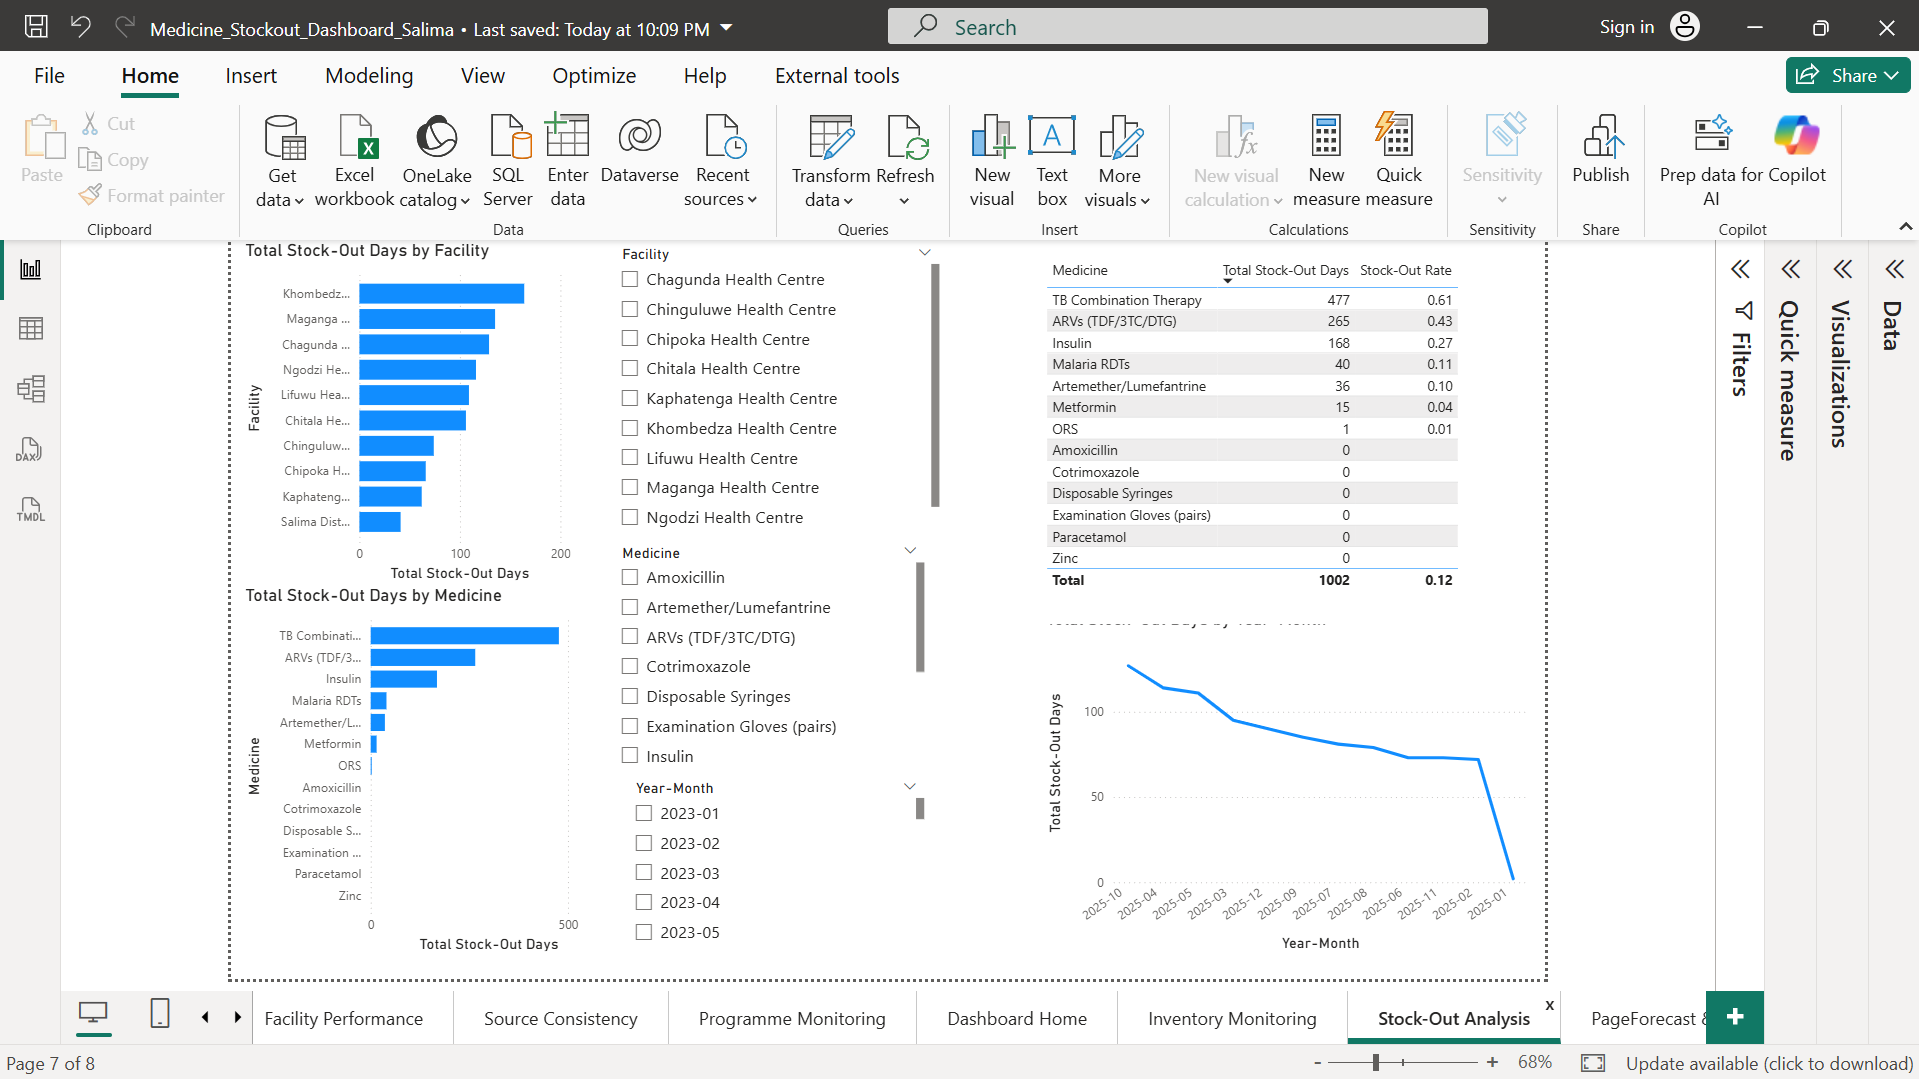 Medicine_Stockout_Dashboard_Salima • Last saved: Today at 10:09 PM
Search
Sign in
File Home Insert Modeling View Optimize Help External tools
Share
Paste
Cut
Copy
Format painter
Clipboard
Get data
Excel workbook
OneLake catalog
SQL Server
Enter data
Dataverse
Recent sources
Data
Transform data
Refresh
Queries
New visual
Text box
More visuals
Insert
New visual calculation
New measure
Quick measure
Calculations
Sensitivity
Sensitivity
Publish
Share
Prep data for AI
Copilot
Copilot
DAX
TMDL
Total Stock-Out Days by Facility
Facility
Khombedz...
Maganga ...
Chagunda ...
Ngodzi He...
Lifuwu Hea...
Chitala He...
Chinguluw...
Chipoka H...
Kaphateng...
Salima Dist...
0 100 200
Total Stock-Out Days
Total Stock-Out Days by Medicine
Medicine
TB Combinati...
ARVs (TDF/3...
Insulin
Malaria RDTs
Artemether/L...
Metformin
ORS
Amoxicillin
Cotrimoxazole
Disposable S...
Examination ...
Paracetamol
Zinc
0 500
Total Stock-Out Days
Facility
Chagunda Health Centre
Chinguluwe Health Centre
Chipoka Health Centre
Chitala Health Centre
Kaphatenga Health Centre
Khombedza Health Centre
Lifuwu Health Centre
Maganga Health Centre
Ngodzi Health Centre
Medicine
Amoxicillin
Artemether/Lumefantrine
ARVs (TDF/3TC/DTG)
Cotrimoxazole
Disposable Syringes
Examination Gloves (pairs)
Insulin
Year-Month
2023-01
2023-02
2023-03
2023-04
2023-05
Medicine Total Stock-Out Days Stock-Out Rate
TB Combination Therapy 477 0.61
ARVs (TDF/3TC/DTG) 265 0.43
Insulin 168 0.27
Malaria RDTs 40 0.11
Artemether/Lumefantrine 36 0.10
Metformin 15 0.04
ORS 1 0.01
Amoxicillin 0
Cotrimoxazole 0
Disposable Syringes 0
Examination Gloves (pairs) 0
Paracetamol 0
Zinc 0
Total 1002 0.12
Total Stock-Out Days by Year-Month
Total Stock-Out Days
100
50
0
2025-10 2025-04 2025-05 2025-03 2025-12 2025-09 2025-07 2025-08 2025-06 2025-11 2025-02 2025-01
Year-Month
Filters
Quick measure
Visualizations
Data
Facility Performance
Source Consistency
Programme Monitoring
Dashboard Home
Inventory Monitoring
Stock-Out Analysis
x
PageForecast &
+
Page 7 of 8
- + 68%
Update available (click to download)